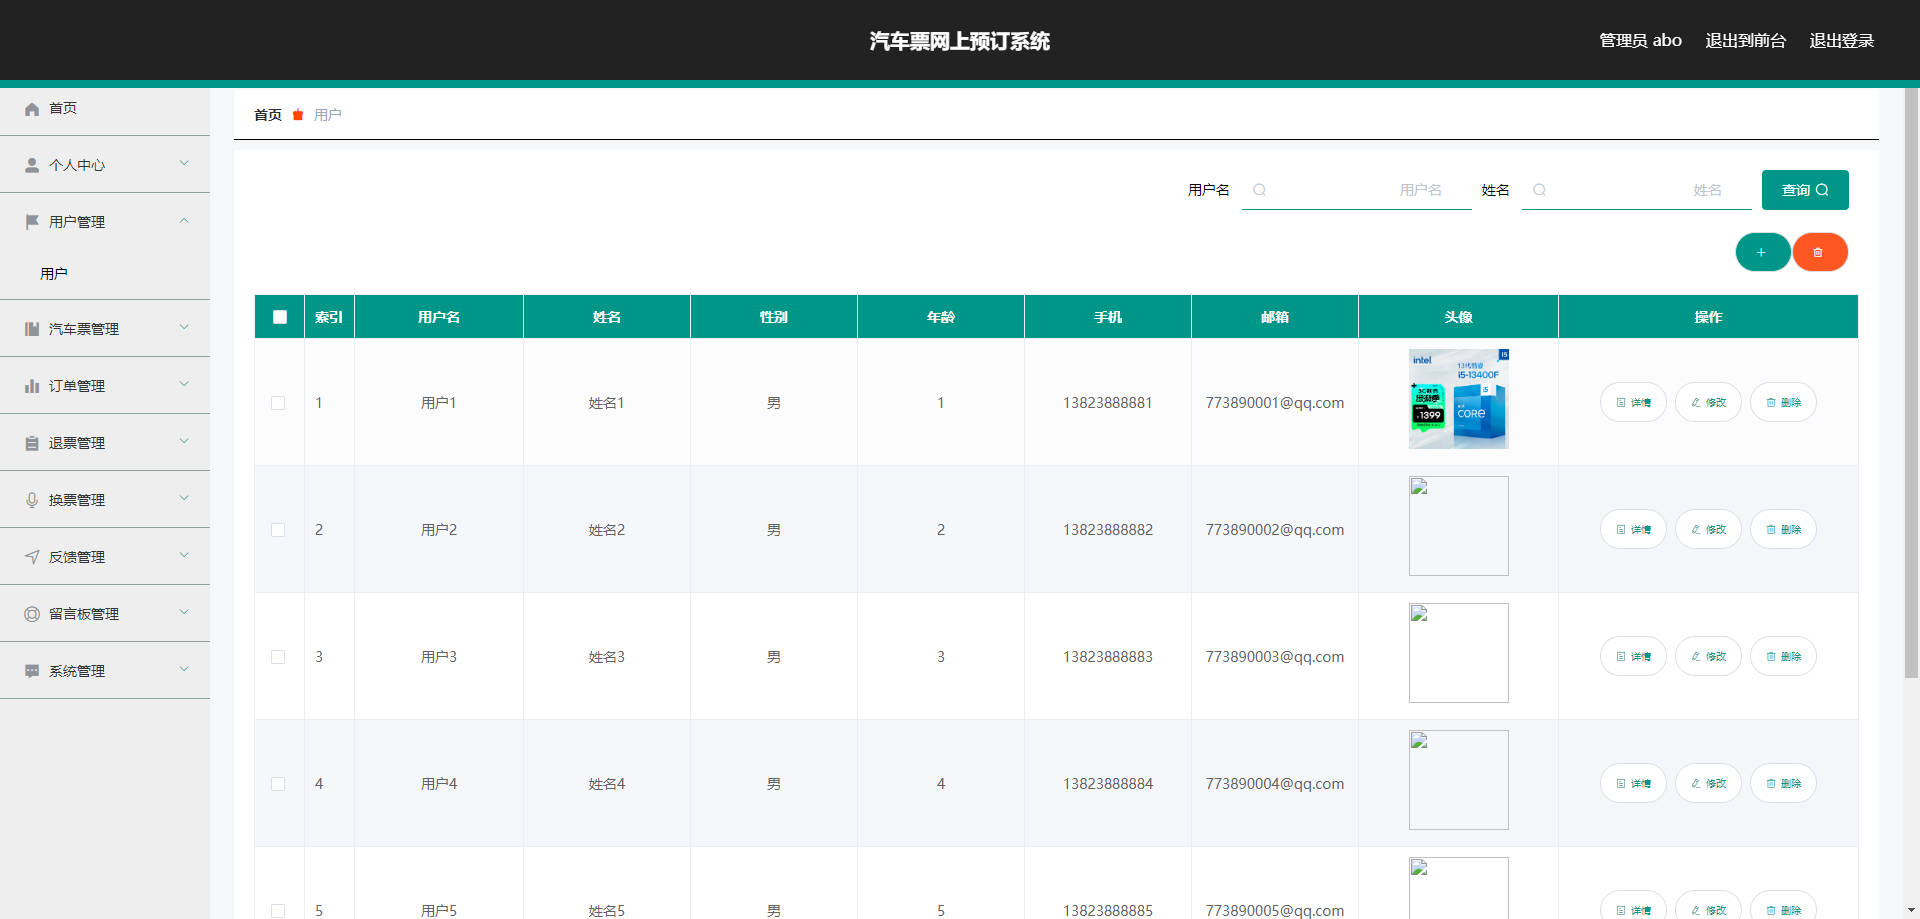 汽车票网上预订系统
管理员 abo 退出到前台 退出登录
首页
个人中心
用户管理
用户
汽车票管理
订单管理
退票管理
换票管理
反馈管理
留言板管理
系统管理
首页 用户
用户名 用户名 姓名 姓名 查询
索引 用户名 姓名 性别 年龄 手机 邮箱 头像 操作
1 用户1 姓名1 男 1 13823888881 773890001@qq.com 详情 修改 删除
intel i5
13代酷睿
i5-13400F
1399
i5
CORE
2 用户2 姓名2 男 2 13823888882 773890002@qq.com 详情 修改 删除
3 用户3 姓名3 男 3 13823888883 773890003@qq.com 详情 修改 删除
4 用户4 姓名4 男 4 13823888884 773890004@qq.com 详情 修改 删除
5 用户5 姓名5 男 5 13823888885 773890005@qq.com 详情 修改 删除